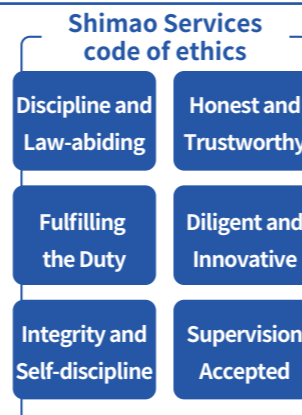 Shimao Services
code of ethics
Discipline and
Law-abiding
Honest and
Trustworthy
Fulfilling
the Duty
Diligent and
Innovative
Integrity and
Self-discipline
Supervision
Accepted